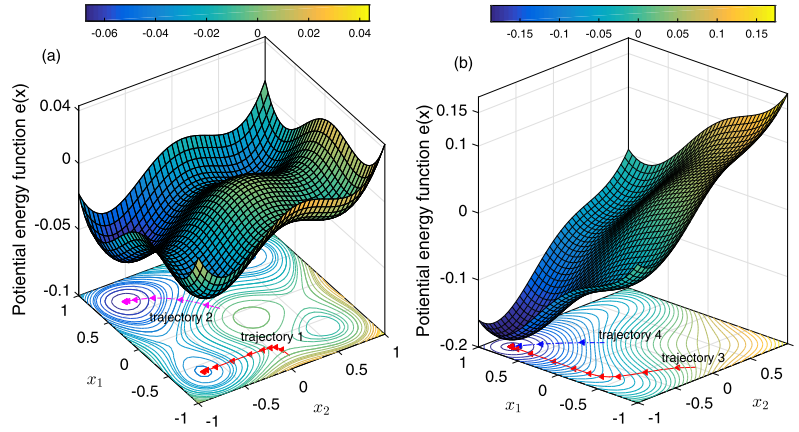 -0.06 -0.04 -0.02 0 0.02 0.04
(a)
Potiential energy function e(x)
0.04
0
-0.05
-0.1
1
0.5
0
-0.5
-1
x1
-1
-0.5
0
0.5
1
x2
trajectory 2
trajectory 1
-0.15 -0.1 -0.05 0 0.05 0.1 0.15
(b)
Potiential energy function e(x)
0.15
0.1
0
-0.1
-0.2
1
0.5
0
-0.5
-1
x1
-1
-0.5
0
0.5
x2
trajectory 4
trajectory 3